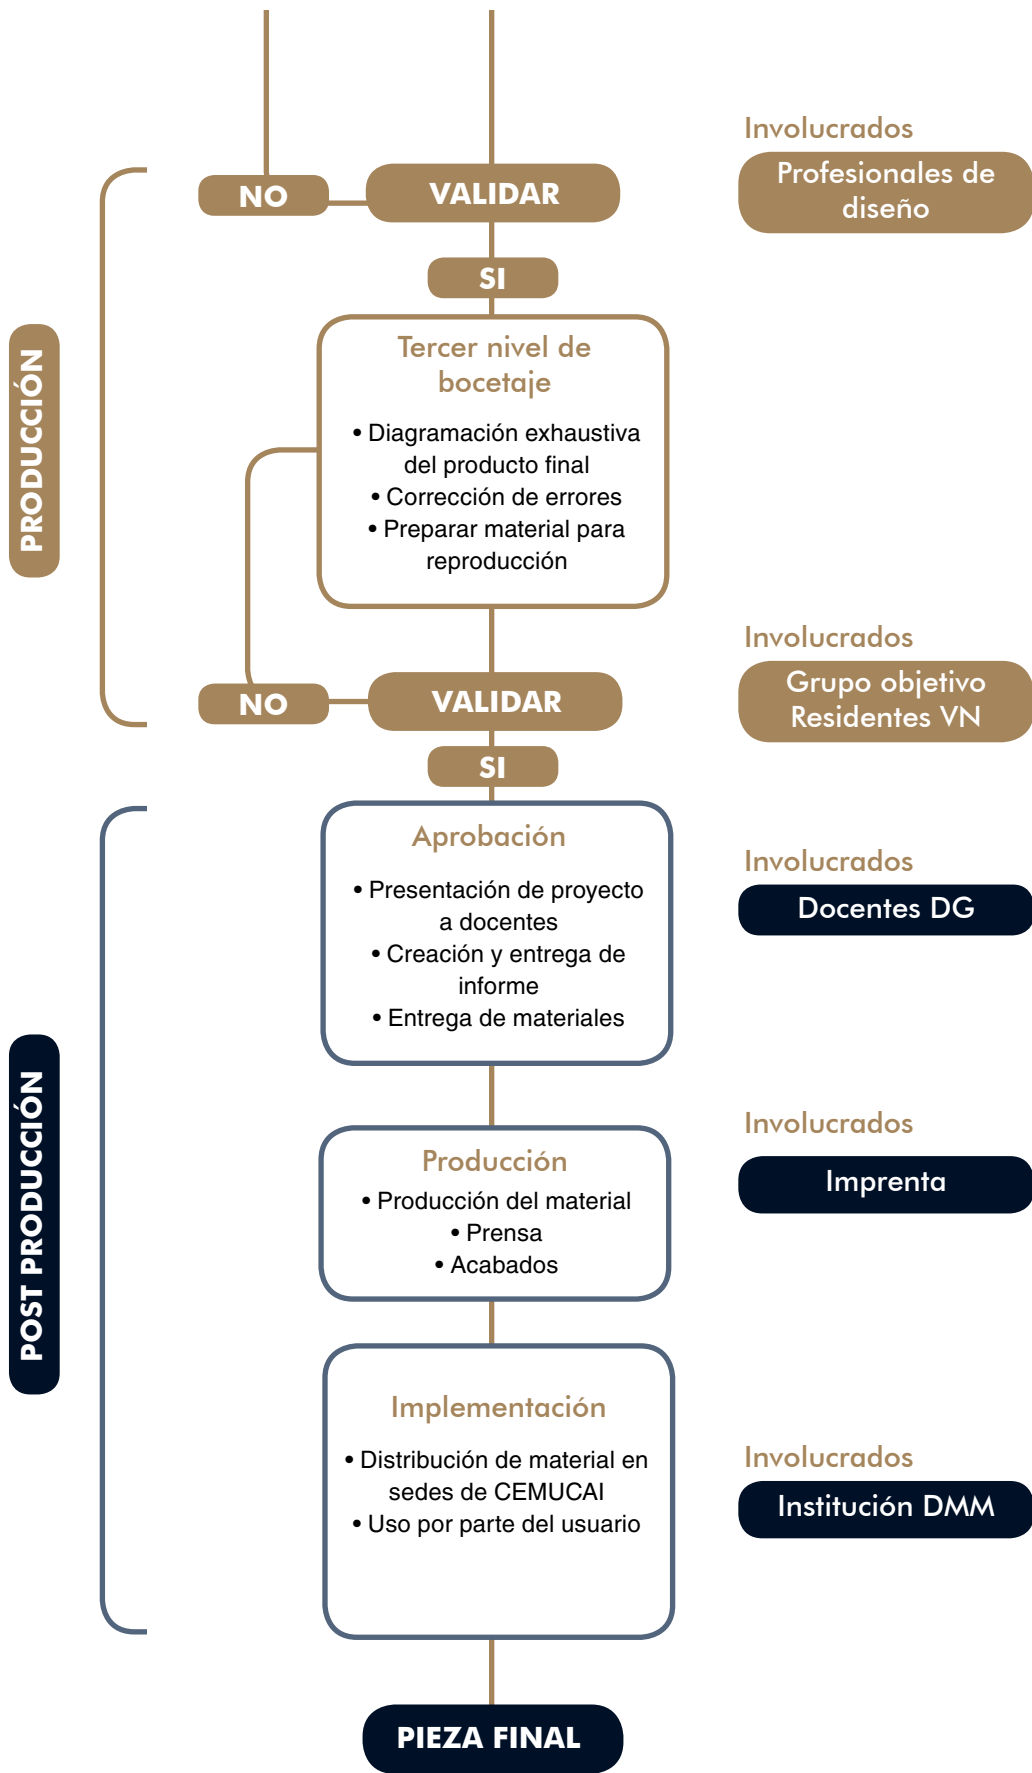 Involucrados
Profesionales de
diseño
NO
VALIDAR
SI
PRODUCCIÓN
Tercer nivel de
bocetaje
• Diagramación exhaustiva
del producto final
• Corrección de errores
• Preparar material para
reproducción
Involucrados
Grupo objetivo
Residentes VN
NO
VALIDAR
SI
POST PRODUCCIÓN
Aprobación
• Presentación de proyecto
a docentes
• Creación y entrega de
informe
• Entrega de materiales
Involucrados
Docentes DG
Producción
• Producción del material
• Prensa
• Acabados
Involucrados
Imprenta
Implementación
• Distribución de material en
sedes de CEMUCAI
• Uso por parte del usuario
Involucrados
Institución DMM
PIEZA FINAL